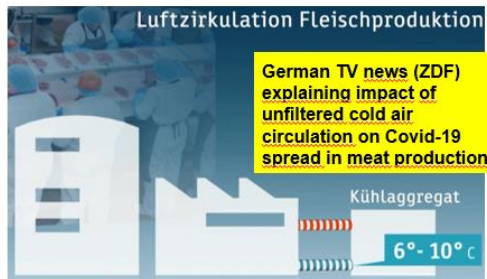 Luftzirkulation Fleischproduktion
German TV news (ZDF)
explaining impact of
unfiltered cold air
circulation on Covid-19
spread in meat production
Kühlaggregat
6°- 10° C